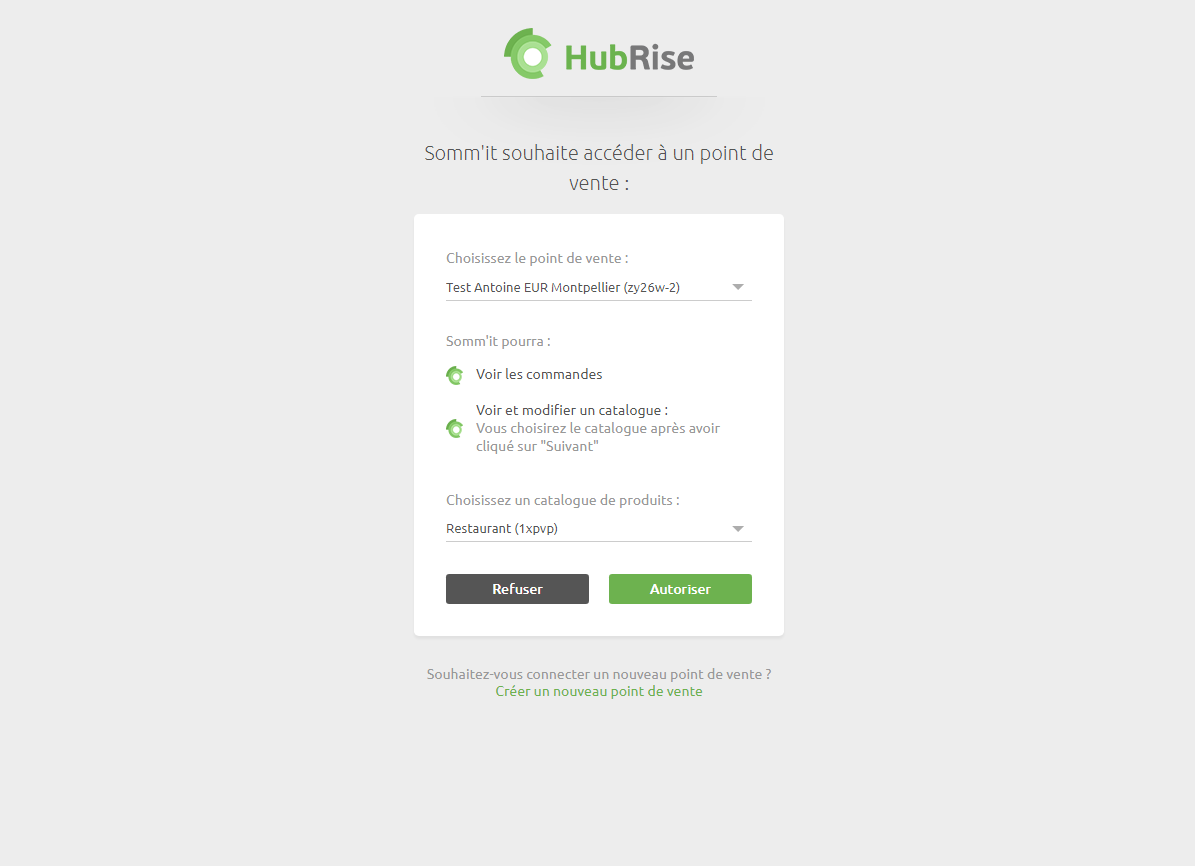 HubRise
Somm'it souhaite accéder à un point de
vente :
Choisissez le point de vente :
Test Antoine EUR Montpellier (zy26w-2)
Somm'it pourra :
Voir les commandes
Voir et modifier un catalogue :
Vous choisirez le catalogue après avoir
cliqué sur "Suivant"
Choisissez un catalogue de produits :
Restaurant (1xpvp)
Refuser
Autoriser
Souhaitez-vous connecter un nouveau point de vente ?
Créer un nouveau point de vente